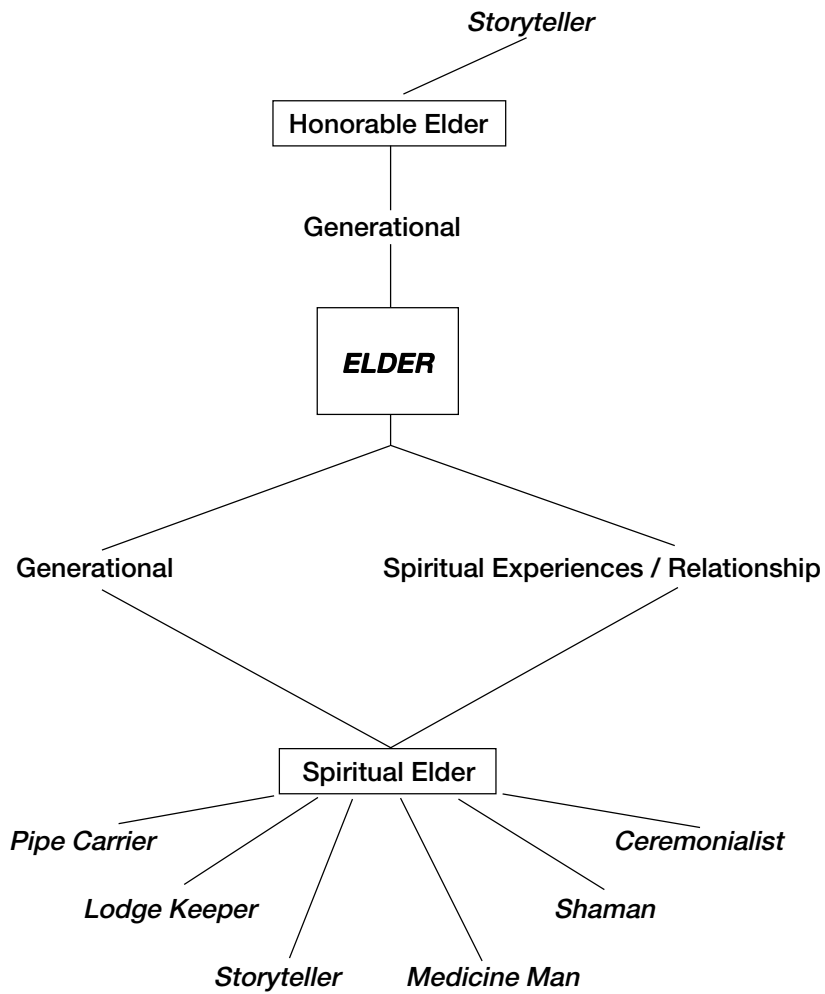 Storyteller
Honorable Elder
Generational
ELDER
Generational
Spiritual Experiences / Relationship
Spiritual Elder
Pipe Carrier
Ceremonialist
Lodge Keeper
Shaman
Storyteller
Medicine Man